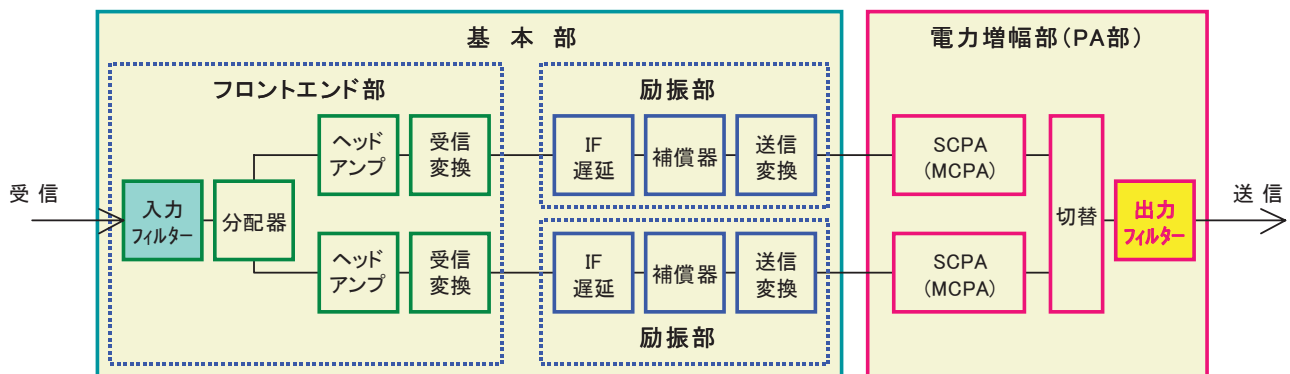 基本部
電力増幅部(PA部)
フロントエンド部
励振部
受信
入力
フィルター
分配器
ヘッド
アンプ
受信
変換
IF
遅延
補償器
送信
変換
SCPA
(MCPA)
ヘッド
アンプ
受信
変換
IF
遅延
補償器
送信
変換
SCPA
(MCPA)
励振部
切替
出力
フィルター
送信